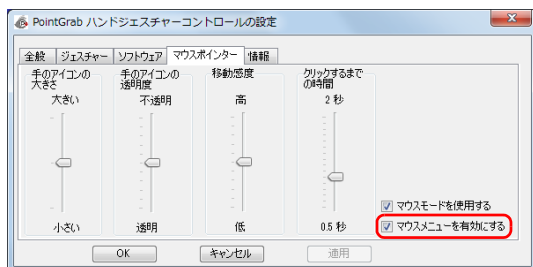 PointGrab ハンドジェスチャーコントロールの設定
全般 ジェスチャー ソフトウェア マウスポインター 情報
手のアイコンの
大きさ
大きい
小さい
手のアイコンの
透明度
不透明
透明
移動感度
高
低
クリックするまで
の時間
2 秒
0.5 秒
マウスモードを使用する
マウスメニューを有効にする
OK キャンセル 適用